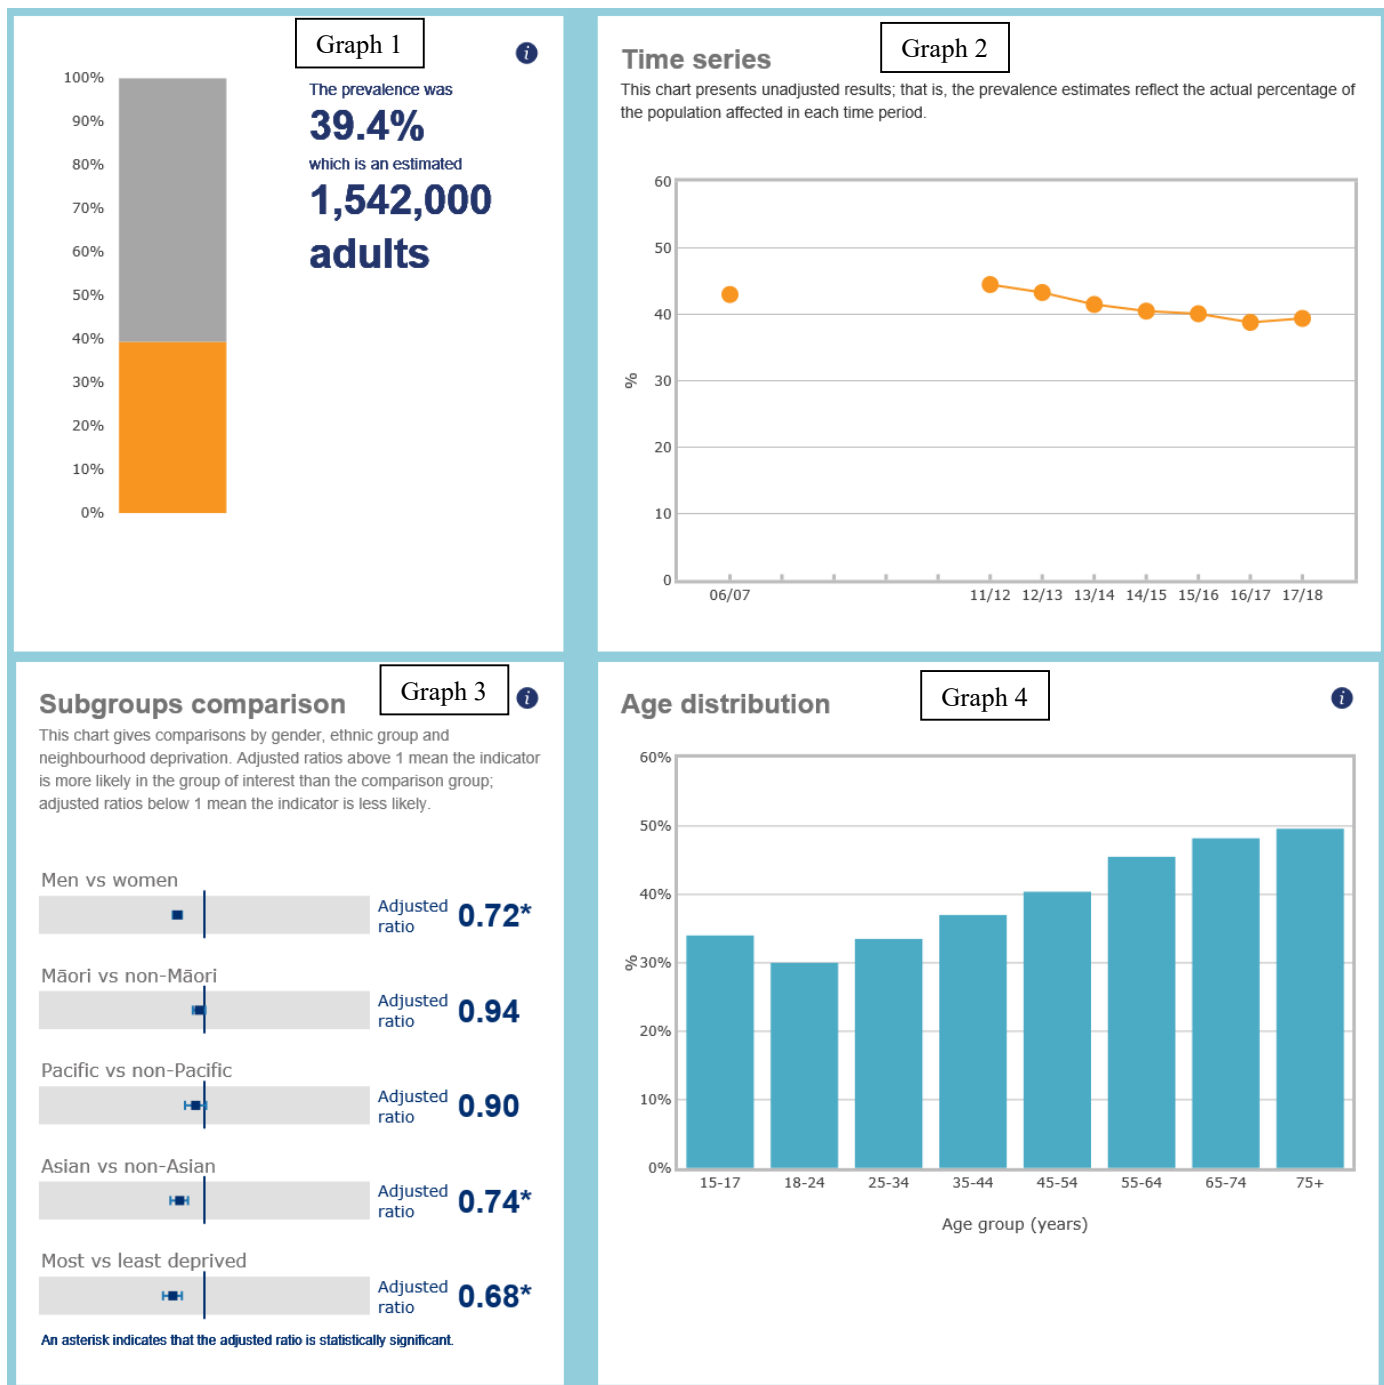 Graph 1
i
100%
90%
80%
70%
60%
50%
40%
30%
20%
10%
0%
The prevalence was
39.4%
which is an estimated
1,542,000
adults
Graph 2
Time series
This chart presents unadjusted results; that is, the prevalence estimates reflect the actual percentage of
the population affected in each time period.
60
50
40
30
20
10
0
%
06/07 11/12 12/13 13/14 14/15 15/16 16/17 17/18
Graph 3
i
Subgroups comparison
This chart gives comparisons by gender, ethnic group and
neighbourhood deprivation. Adjusted ratios above 1 mean the indicator
is more likely in the group of interest than the comparison group;
adjusted ratios below 1 mean the indicator is less likely.
Men vs women
Adjusted
ratio
0.72*
Māori vs non-Māori
Adjusted
ratio
0.94
Pacific vs non-Pacific
Adjusted
ratio
0.90
Asian vs non-Asian
Adjusted
ratio
0.74*
Most vs least deprived
Adjusted
ratio
0.68*
An asterisk indicates that the adjusted ratio is statistically significant.
Graph 4
i
Age distribution
60%
50%
40%
30%
20%
10%
0%
%
15-17 18-24 25-34 35-44 45-54 55-64 65-74 75+
Age group (years)